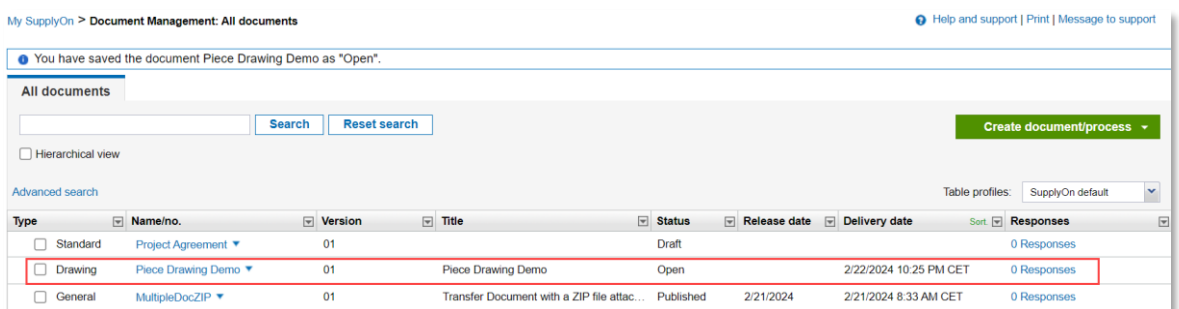 My SupplyOn > Document Management: All documents Help and support | Print | Message to support
You have saved the document Piece Drawing Demo as "Open".
All documents
Search Reset search Create document/process
Hierarchical view
Advanced search Table profiles: SupplyOn default
Type Name/no. Version Title Status Release date Delivery date Sort. Responses
Standard Project Agreement 01 Draft 0 Responses
Drawing Piece Drawing Demo 01 Piece Drawing Demo Open 2/22/2024 10:25 PM CET 0 Responses
General MultipleDocZIP 01 Transfer Document with a ZIP file attac... Published 2/21/2024 2/21/2024 8:33 AM CET 0 Responses